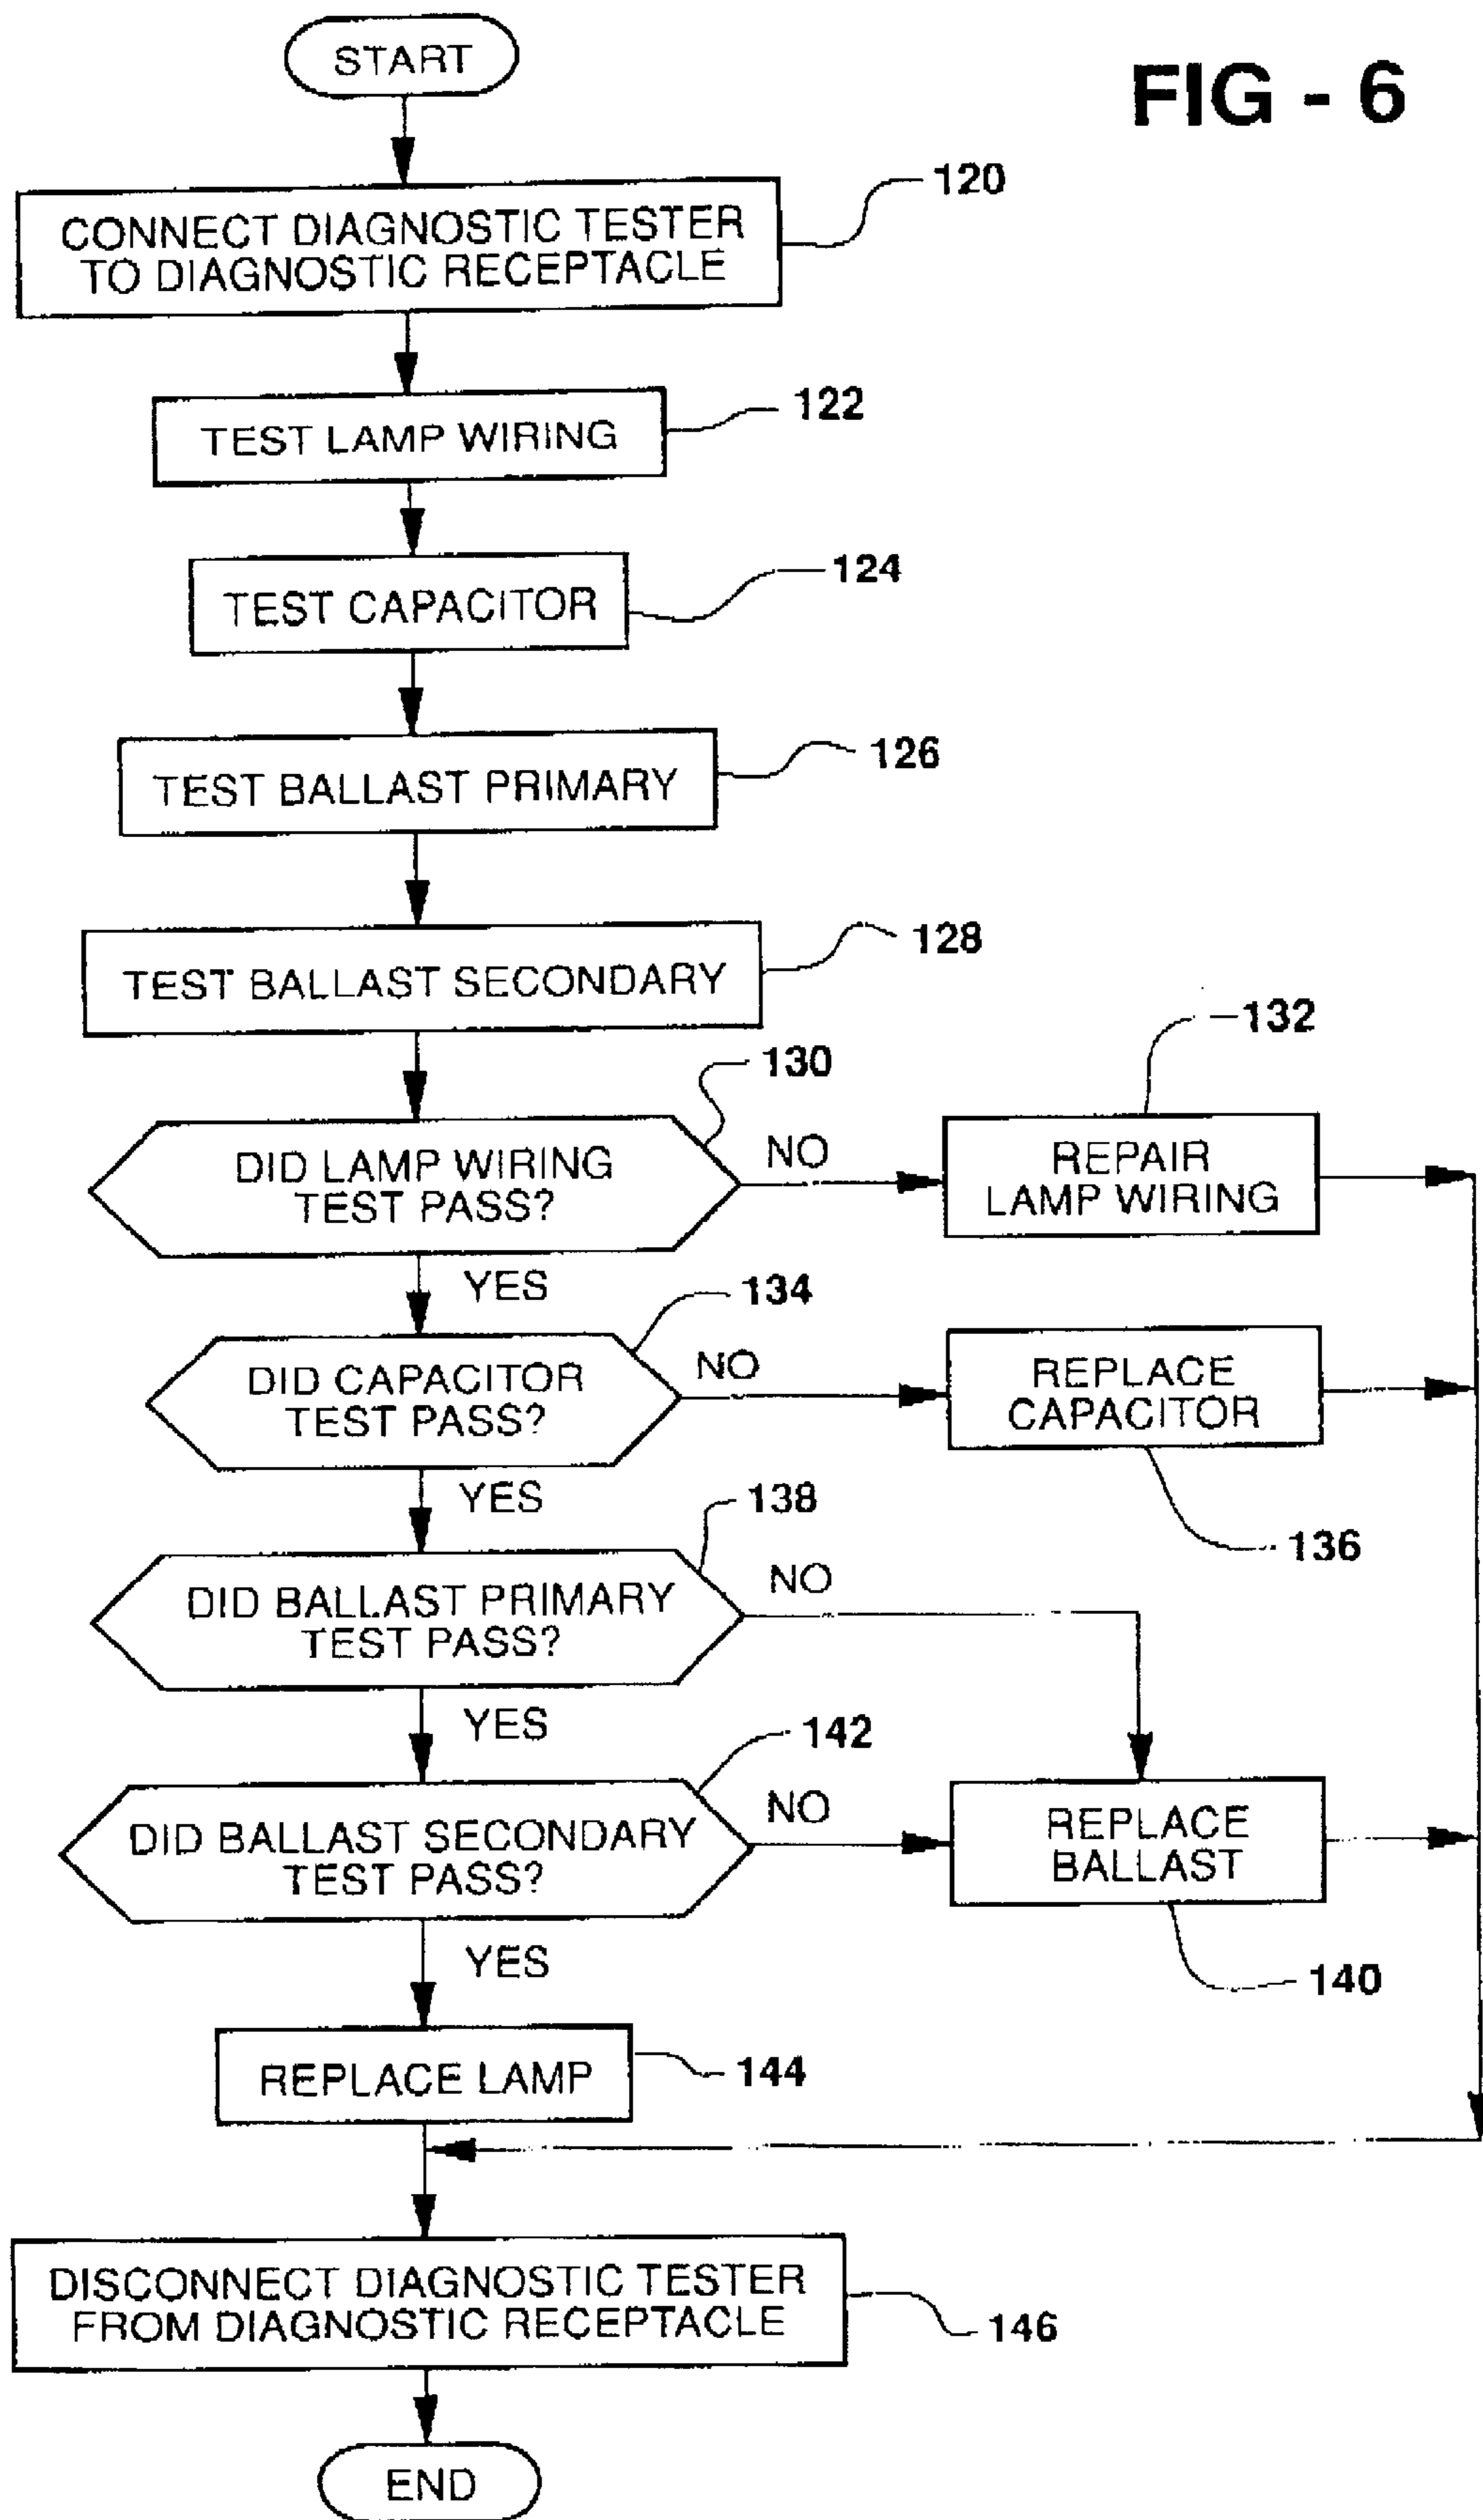 START
FIG - 6
120
CONNECT DIAGNOSTIC TESTER
TO DIAGNOSTIC RECEPTACLE
122
TEST LAMP WIRING
124
TEST CAPACITOR
126
TEST BALLAST PRIMARY
128
TEST BALLAST SECONDARY
130
132
DID LAMP WIRING
TEST PASS?
NO
REPAIR
LAMP WIRING
YES
134
DID CAPACITOR
TEST PASS?
NO
REPLACE
CAPACITOR
136
YES
138
DID BALLAST PRIMARY
TEST PASS?
NO
YES
142
DID BALLAST SECONDARY
TEST PASS?
NO
REPLACE
BALLAST
140
YES
REPLACE LAMP
144
DISCONNECT DIAGNOSTIC TESTER
FROM DIAGNOSTIC RECEPTACLE
146
END